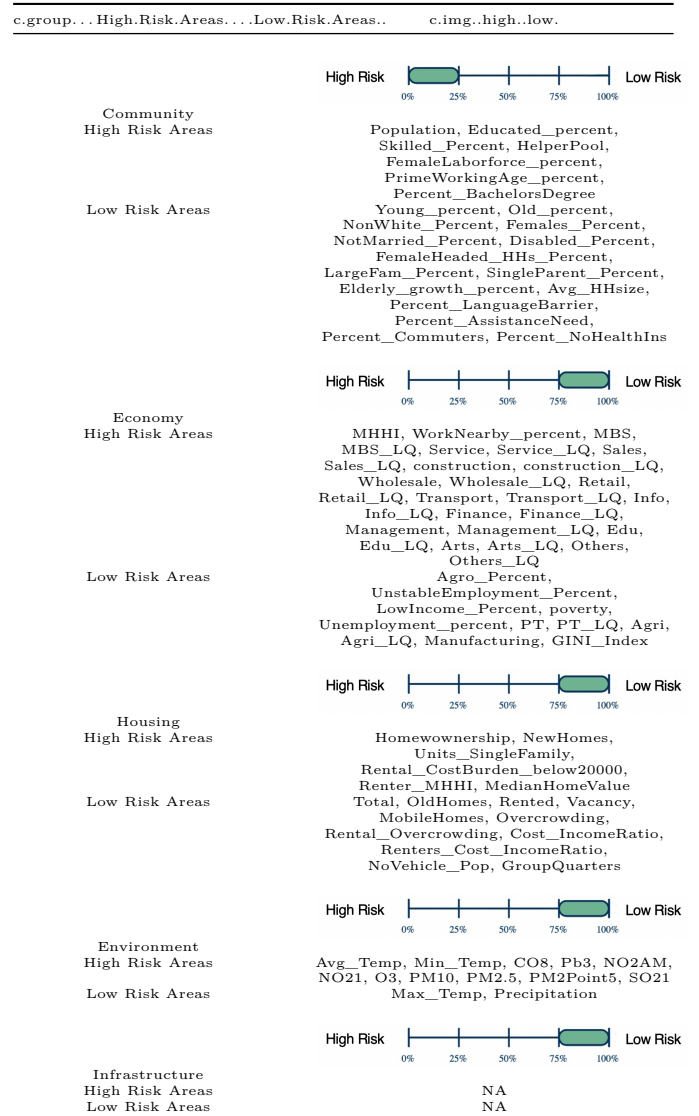 c.group...High.Risk.Areas....Low.Risk.Areas.. c.img..high..low.
High Risk Low Risk
0% 25% 50% 75% 100%
Community
High Risk Areas Population, Educated_percent,
Skilled_Percent, HelperPool,
FemaleLaborforce_percent,
PrimeWorkingAge_percent,
Percent_BachelorsDegree
Low Risk Areas Young_percent, Old_percent,
NonWhite_Percent, Females_Percent,
NotMarried_Percent, Disabled_Percent,
FemaleHeaded_HHs_Percent,
LargeFam_Percent, SingleParent_Percent,
Elderly_growth_percent, Avg_HHsize,
Percent_LanguageBarrier,
Percent_AssistanceNeed,
Percent_Commuters, Percent_NoHealthIns
High Risk Low Risk
0% 25% 50% 75% 100%
Economy
High Risk Areas MHHI, WorkNearby_percent, MBS,
MBS_LQ, Service, Service_LQ, Sales,
Sales_LQ, construction, construction_LQ,
Wholesale, Wholesale_LQ, Retail,
Retail_LQ, Transport, Transport_LQ, Info,
Info_LQ, Finance, Finance_LQ,
Management, Management_LQ, Edu,
Edu_LQ, Arts, Arts_LQ, Others,
Others_LQ
Low Risk Areas Agro_Percent,
UnstableEmployment_Percent,
LowIncome_Percent, poverty,
Unemployment_percent, PT, PT_LQ, Agri,
Agri_LQ, Manufacturing, GINI_Index
High Risk Low Risk
0% 25% 50% 75% 100%
Housing
High Risk Areas Homewownership, NewHomes,
Units_SingleFamily,
Rental_CostBurden_below20000,
Renter_MHHI, MedianHomeValue
Low Risk Areas Total, OldHomes, Rented, Vacancy,
MobileHomes, Overcrowding,
Rental_Overcrowding, Cost_IncomeRatio,
Renters_Cost_IncomeRatio,
NoVehicle_Pop, GroupQuarters
High Risk Low Risk
0% 25% 50% 75% 100%
Environment
High Risk Areas Avg_Temp, Min_Temp, CO8, Pb3, NO2AM,
NO21, O3, PM10, PM2.5, PM2Point5, SO21
Low Risk Areas Max_Temp, Precipitation
High Risk Low Risk
0% 25% 50% 75% 100%
Infrastructure
High Risk Areas NA
Low Risk Areas NA